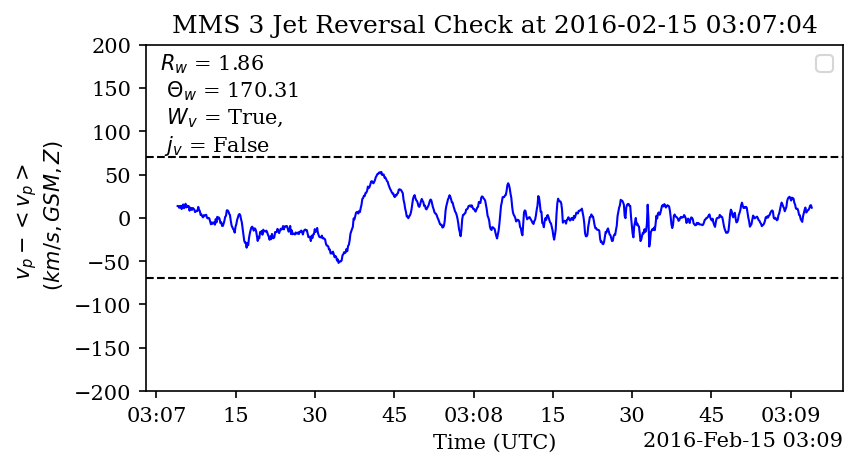 MMS 3 Jet Reversal Check at 2016-02-15 03:07:04
R_w = 1.86
Θ_w = 170.31
W_v = True,
j_v = False
v_p − < v_p >
(km/s, GSM, Z)
200
150
100
50
0
−50
−100
−150
−200
03:07 15 30 45 03:08 15 30 45 03:09
Time (UTC)
2016-Feb-15 03:09